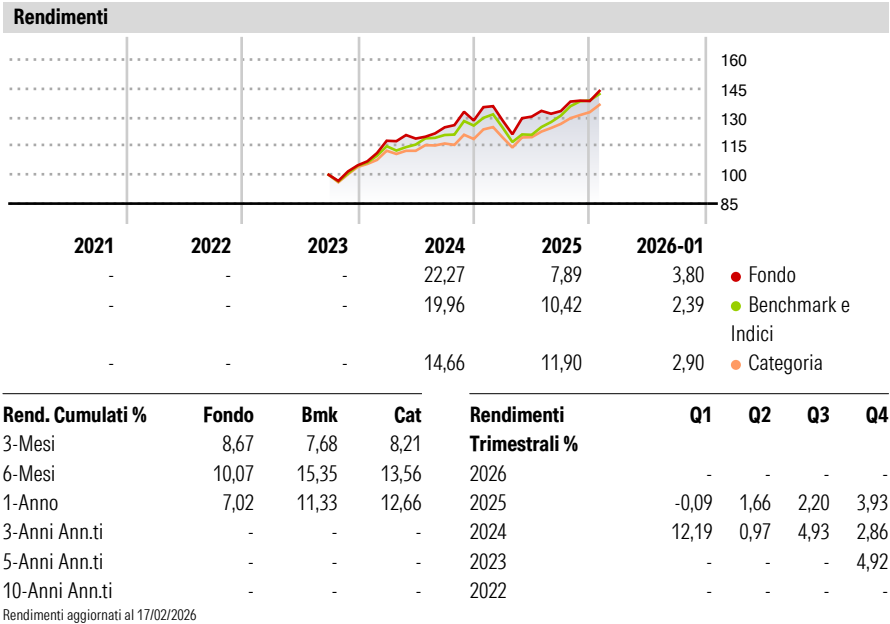 Rendimenti
160
145
130
115
100
85
2021 2022 2023 2024 2025 2026-01
- - - 22,27 7,89 3,80 Fondo
- - - 19,96 10,42 2,39 Benchmark e
Indici
- - - 14,66 11,90 2,90 Categoria
Rend. Cumulati % Fondo Bmk Cat
3-Mesi 8,67 7,68 8,21
6-Mesi 10,07 15,35 13,56
1-Anno 7,02 11,33 12,66
3-Anni Ann.ti - - -
5-Anni Ann.ti - - -
10-Anni Ann.ti - - -
Rendimenti Q1 Q2 Q3 Q4
Trimestrali %
2026 - - - -
2025 -0,09 1,66 2,20 3,93
2024 12,19 0,97 4,93 2,86
2023 - - - 4,92
2022 - - - -
Rendimenti aggiornati al 17/02/2026